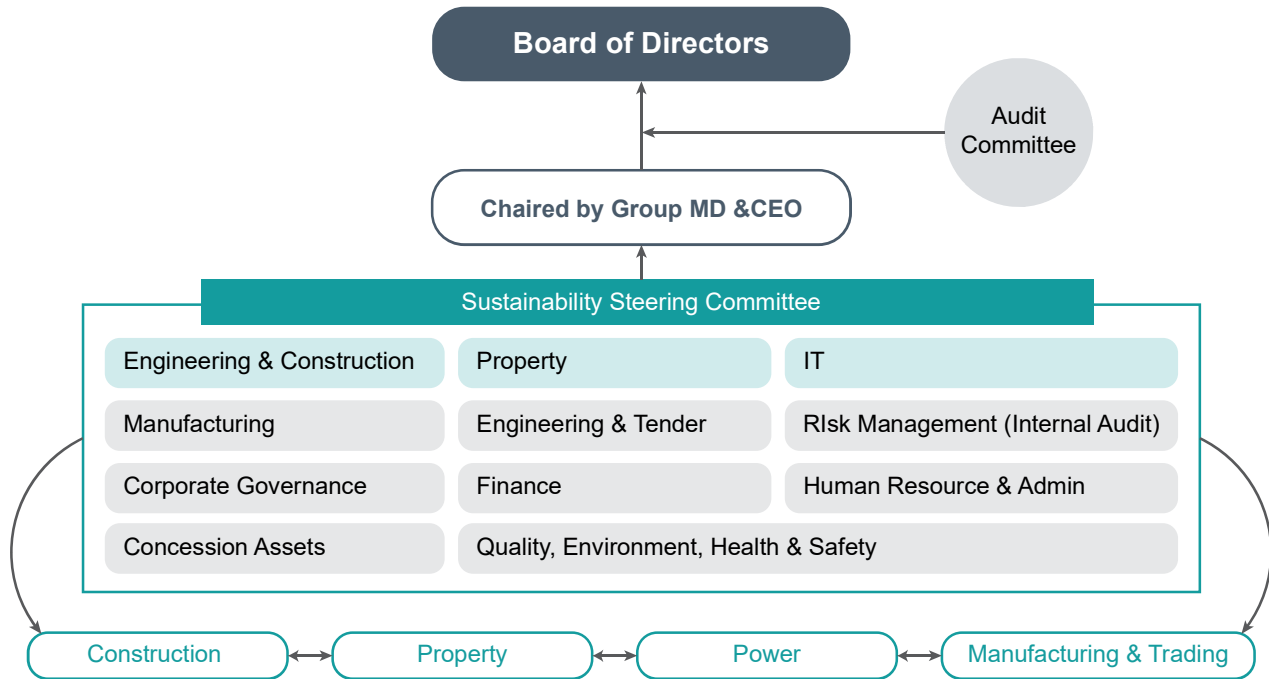 Board of Directors
Audit
Committee
Chaired by Group MD &CEO
Sustainability Steering Committee
Engineering & Construction
Property
IT
Manufacturing
Engineering & Tender
RIsk Management (Internal Audit)
Corporate Governance
Finance
Human Resource & Admin
Concession Assets
Quality, Environment, Health & Safety
Construction
Property
Power
Manufacturing & Trading